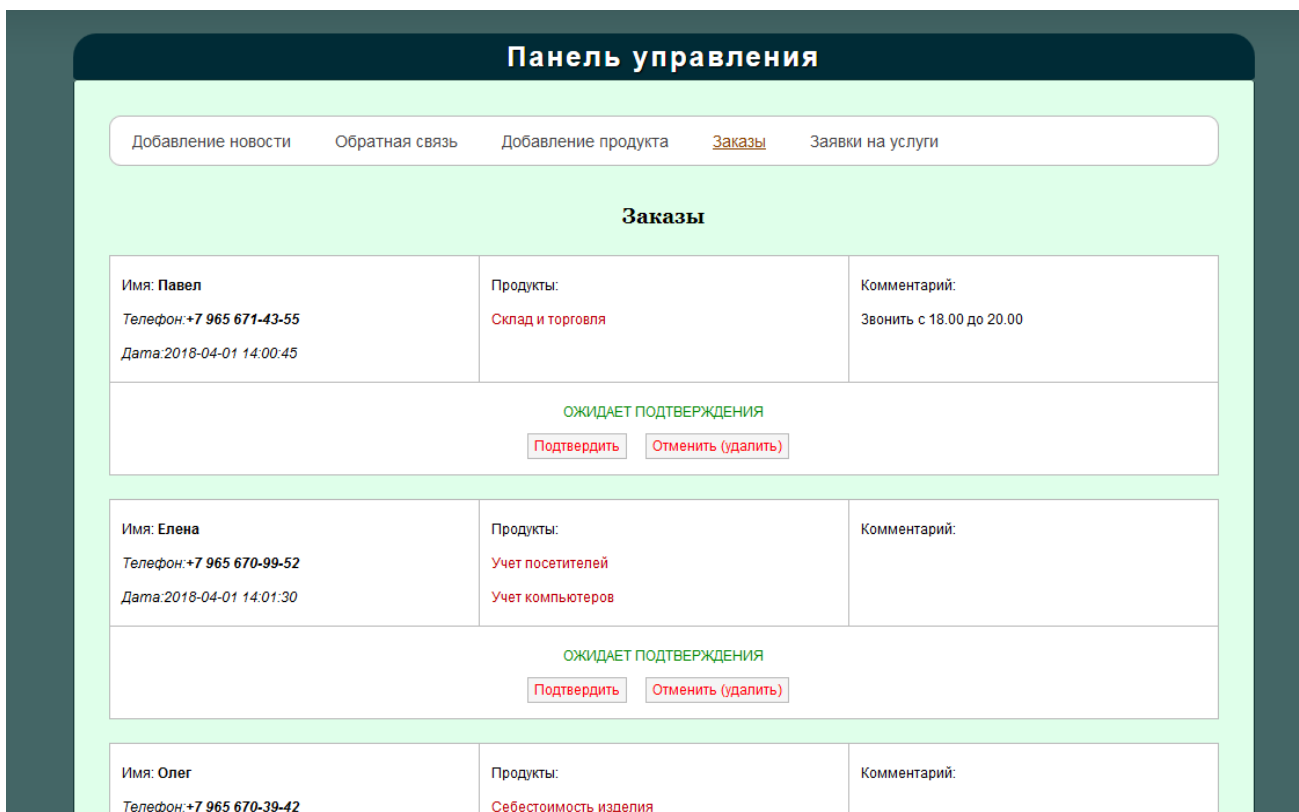 Панель управления
Добавление новости Обратная связь Добавление продукта Заказы Заявки на услуги
Заказы
Имя: Павел
Телефон:+7 965 671-43-55
Дата:2018-04-01 14:00:45
Продукты:
Склад и торговля
Комментарий:
Звонить с 18.00 до 20.00
ОЖИДАЕТ ПОДТВЕРЖДЕНИЯ
Подтвердить Отменить (удалить)
Имя: Елена
Телефон:+7 965 670-99-52
Дата:2018-04-01 14:01:30
Продукты:
Учет посетителей
Учет компьютеров
Комментарий:
ОЖИДАЕТ ПОДТВЕРЖДЕНИЯ
Подтвердить Отменить (удалить)
Имя: Олег
Телефон:+7 965 670-39-42
Продукты:
Себестоимость изделия
Комментарий: